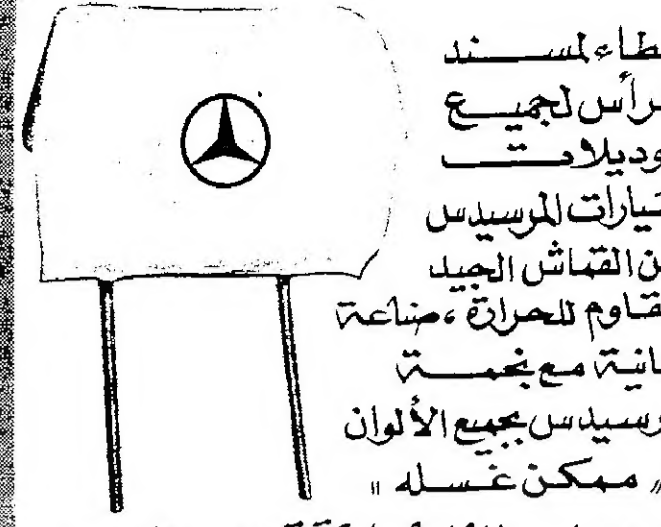 طاء لمسند
رأس لجميع
وديلات
يارات المرسيدس
ن القماش الجيد
قاوم للحرارة ، صناعة
انية مع نجمة
رسيدس بجميع الألوان
" ممكن غسله "